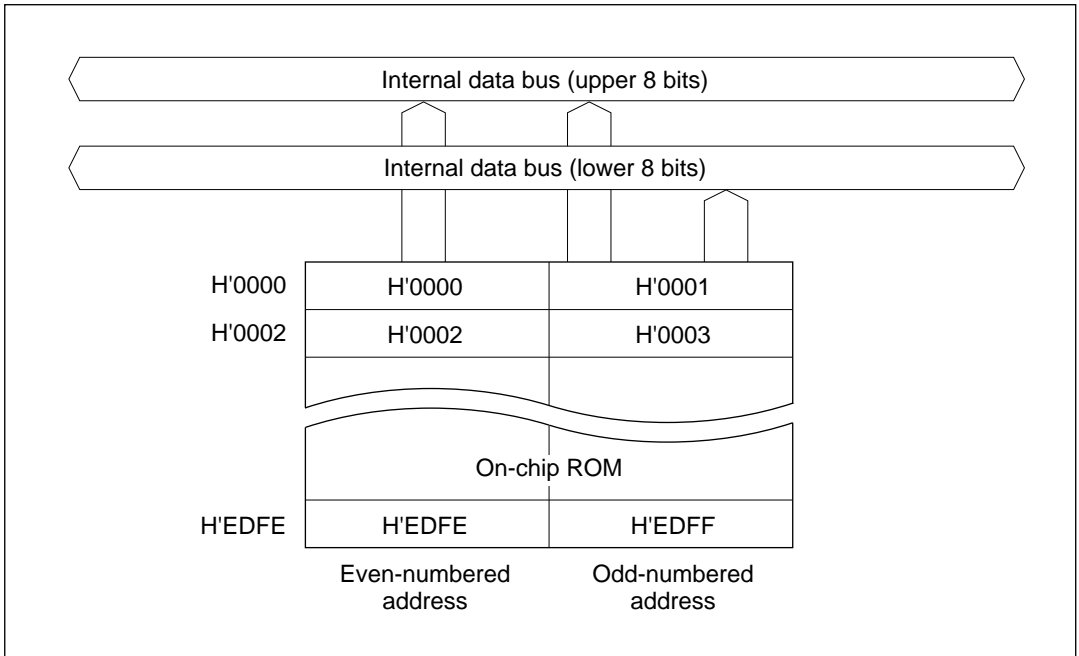 Internal data bus (upper 8 bits)
Internal data bus (lower 8 bits)
H'0000 H'0000 H'0001
H'0002 H'0002 H'0003
On-chip ROM
H'EDFE H'EDFE H'EDFF
Even-numbered address
Odd-numbered address